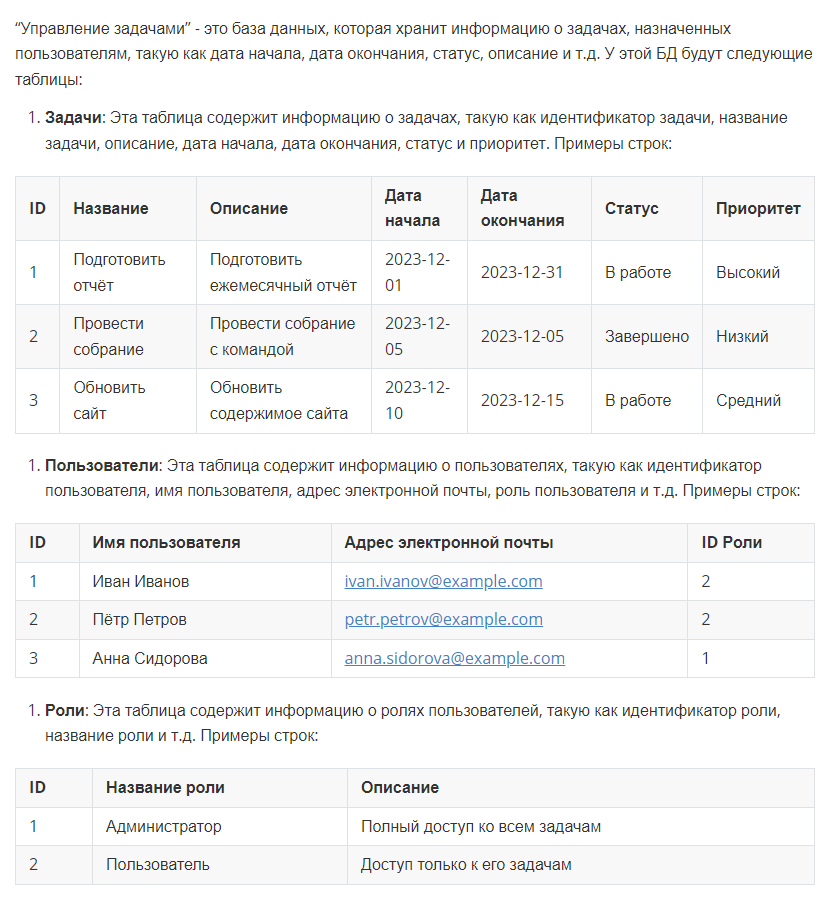 “Управление задачами” - это база данных, которая хранит информацию о задачах, назначенных
пользователям, такую как дата начала, дата окончания, статус, описание и т.д. У этой БД будут следующие
таблицы:
1. Задачи: Эта таблица содержит информацию о задачах, такую как идентификатор задачи, название
задачи, описание, дата начала, дата окончания, статус и приоритет. Примеры строк:
ID Название Описание Дата начала Дата окончания Статус Приоритет
1 Подготовить отчёт Подготовить ежемесячный отчёт 2023-12-01 2023-12-31 В работе Высокий
2 Провести собрание Провести собрание с командой 2023-12-05 2023-12-05 Завершено Низкий
3 Обновить сайт Обновить содержимое сайта 2023-12-10 2023-12-15 В работе Средний
1. Пользователи: Эта таблица содержит информацию о пользователях, такую как идентификатор
пользователя, имя пользователя, адрес электронной почты, роль пользователя и т.д. Примеры строк:
ID Имя пользователя Адрес электронной почты ID Роли
1 Иван Иванов ivan.ivanov@example.com 2
2 Пётр Петров petr.petrov@example.com 2
3 Анна Сидорова anna.sidorova@example.com 1
1. Роли: Эта таблица содержит информацию о ролях пользователей, такую как идентификатор роли,
название роли и т.д. Примеры строк:
ID Название роли Описание
1 Администратор Полный доступ ко всем задачам
2 Пользователь Доступ только к его задачам